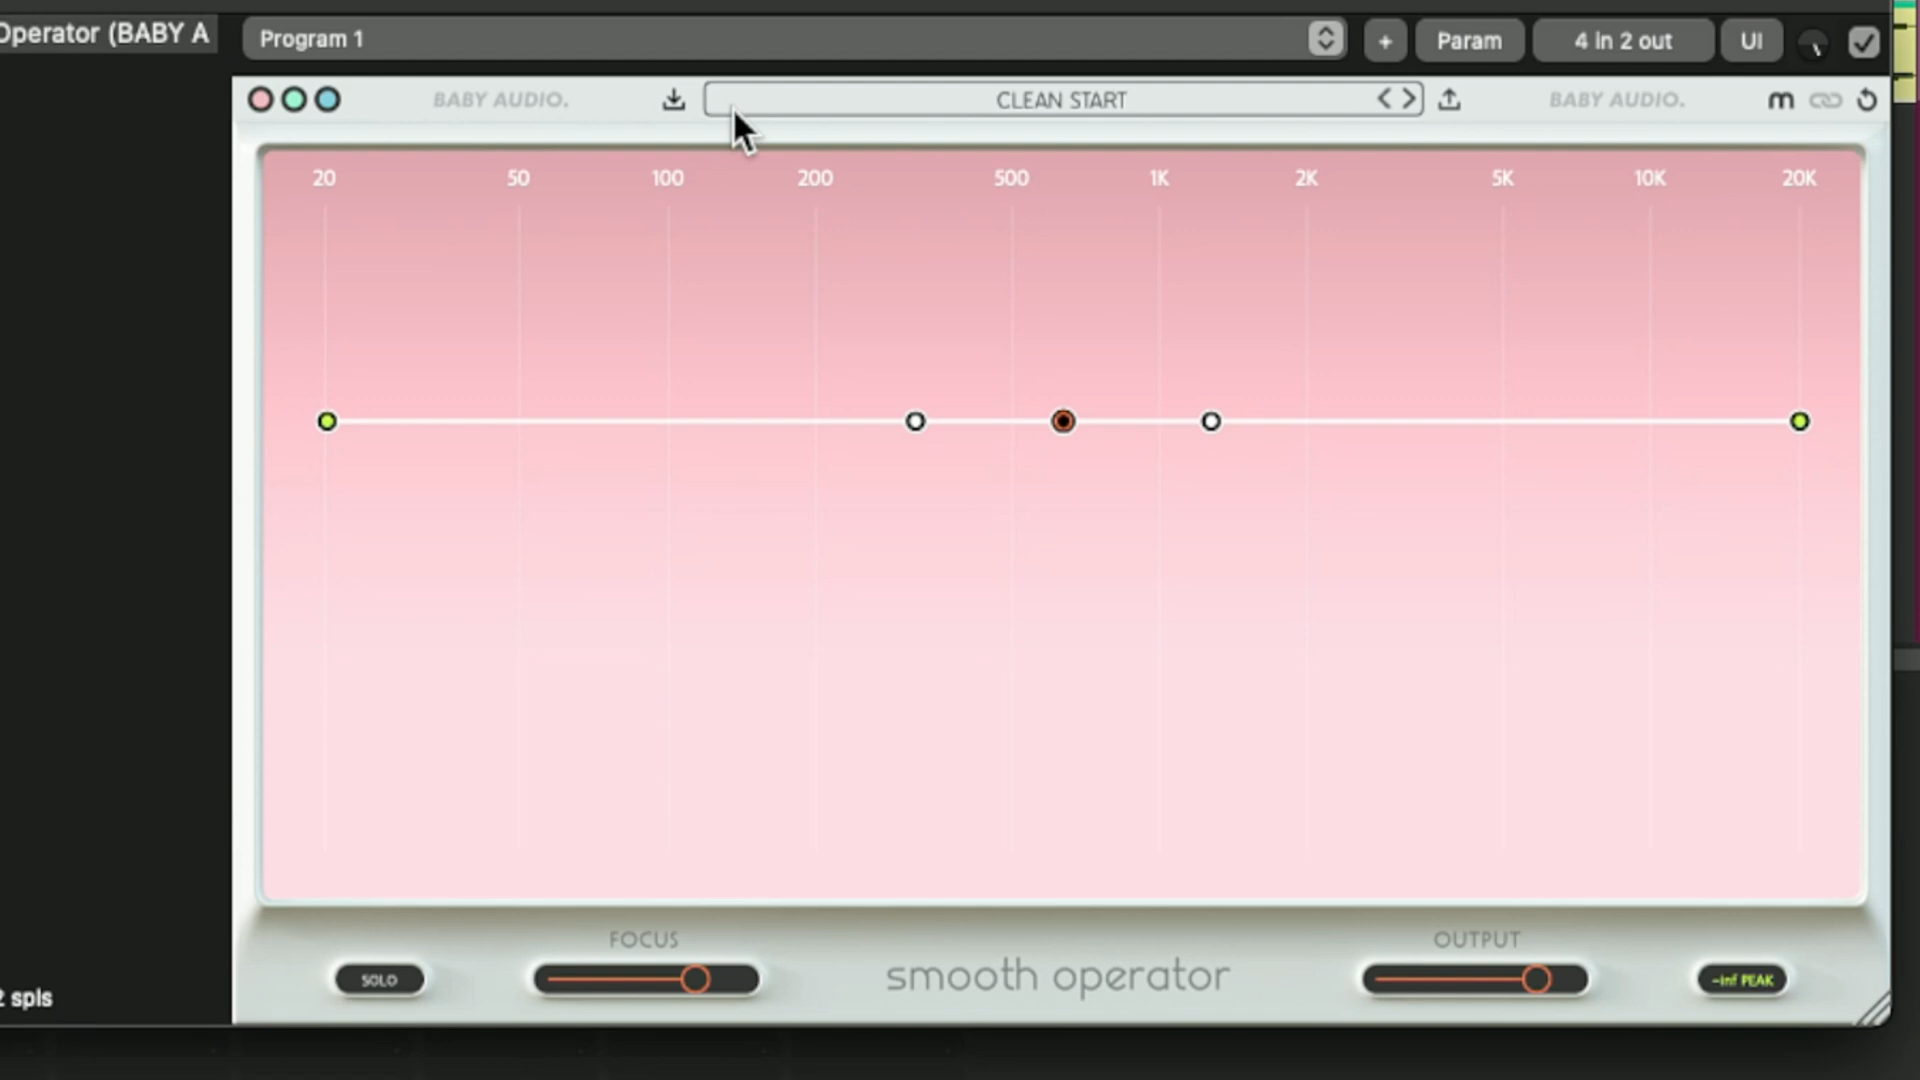 Operator (BABY A
Program 1
+
Param
4 in 2 out
UI
BABY AUDIO.
CLEAN START
BABY AUDIO.
m
20 50 100 200 500 1K 2K 5K 10K 20K
FOCUS
OUTPUT
SOLO
smooth operator
-inf PEAK
2 spls